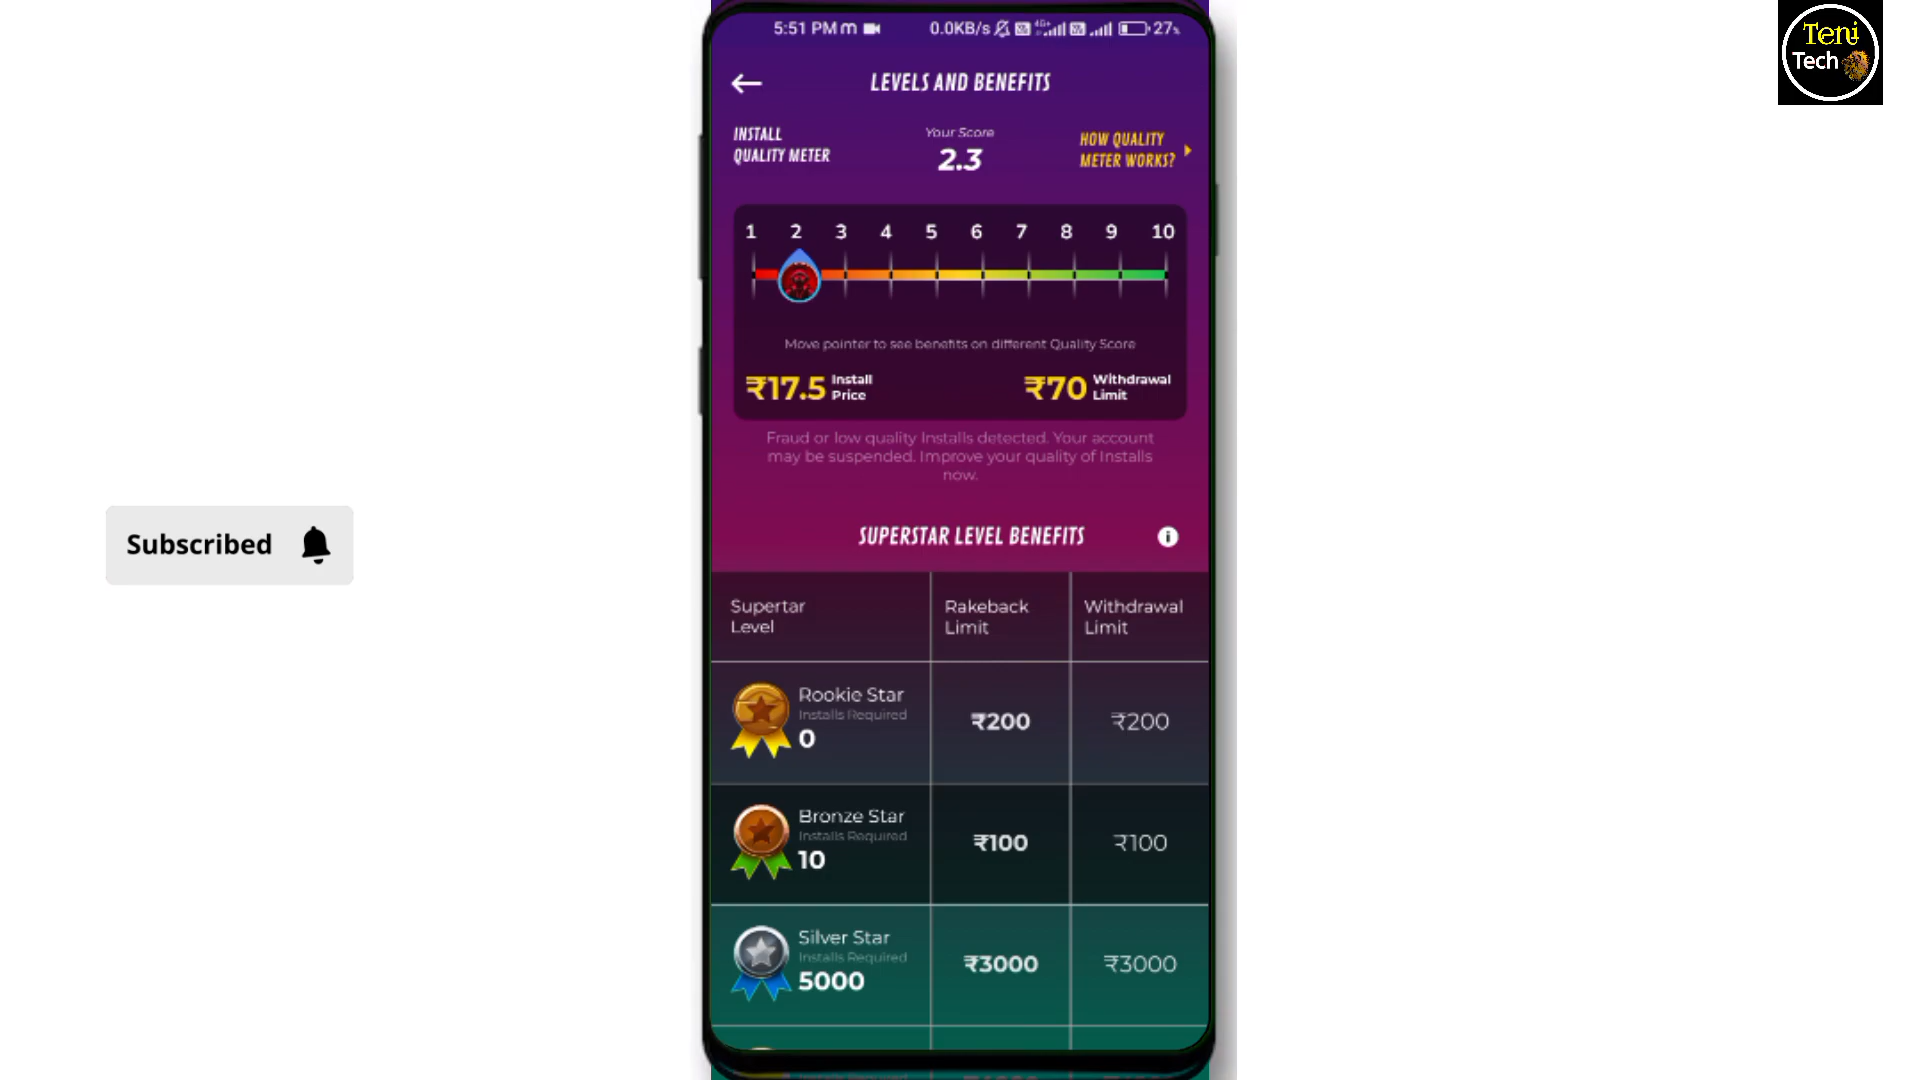 5:51 PM
0.0KB/s
4G+
27%
Teni
Tech
LEVELS AND BENEFITS
INSTALL
QUALITY METER
Your Score
2.3
HOW QUALITY
METER WORKS?
1 2 3 4 5 6 7 8 9 10
Move pointer to see benefits on different Quality Score
₹17.5 Install
Price
₹70 Withdrawal
Limit
Fraud or low quality Installs detected. Your account
may be suspended. Improve your quality of Installs
now.
Subscribed
SUPERSTAR LEVEL BENEFITS
Supertar
Level
Rakeback
Limit
Withdrawal
Limit
Rookie Star
Installs Required
0
₹200
₹200
Bronze Star
Installs Required
10
₹100
₹100
Silver Star
Installs Required
5000
₹3000
₹3000